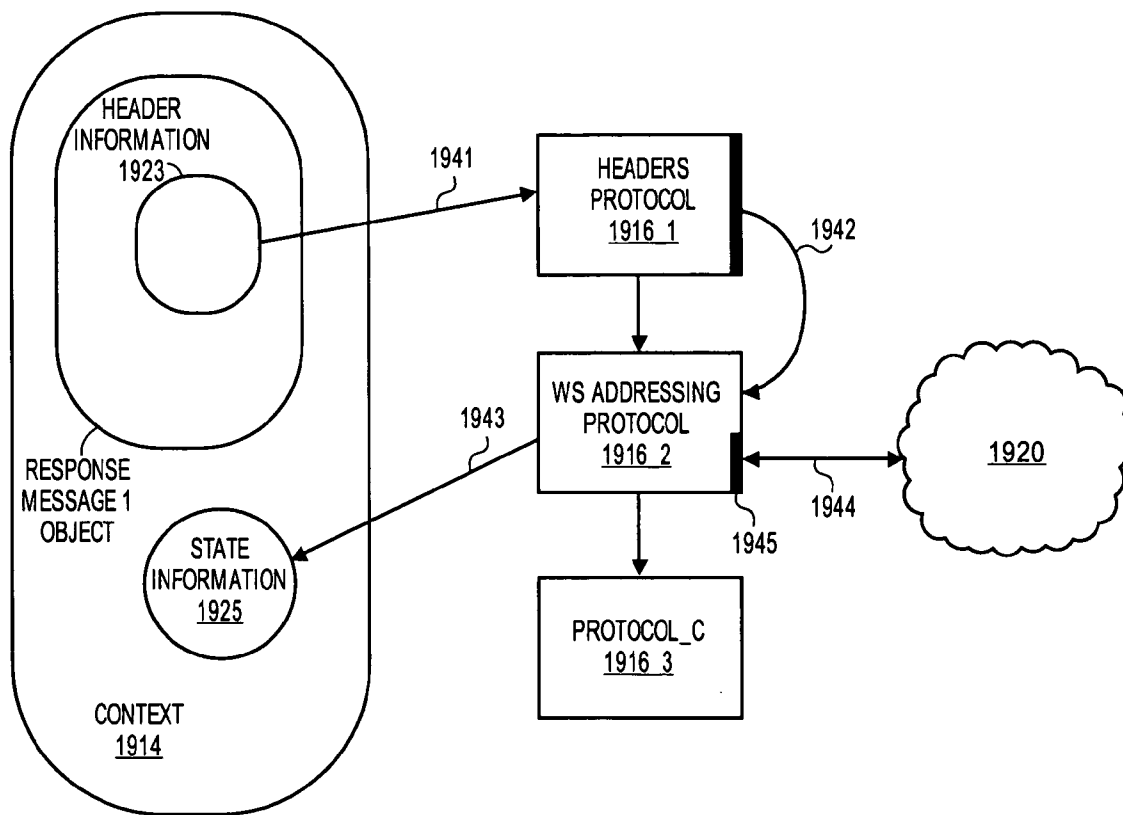 HEADER
INFORMATION
1923
1941
HEADERS
PROTOCOL
1916_1
1942
WS ADDRESSING
PROTOCOL
1916_2
1943
1920
1944
1945
RESPONSE
MESSAGE 1
OBJECT
STATE
INFORMATION
1925
PROTOCOL_C
1916_3
CONTEXT
1914